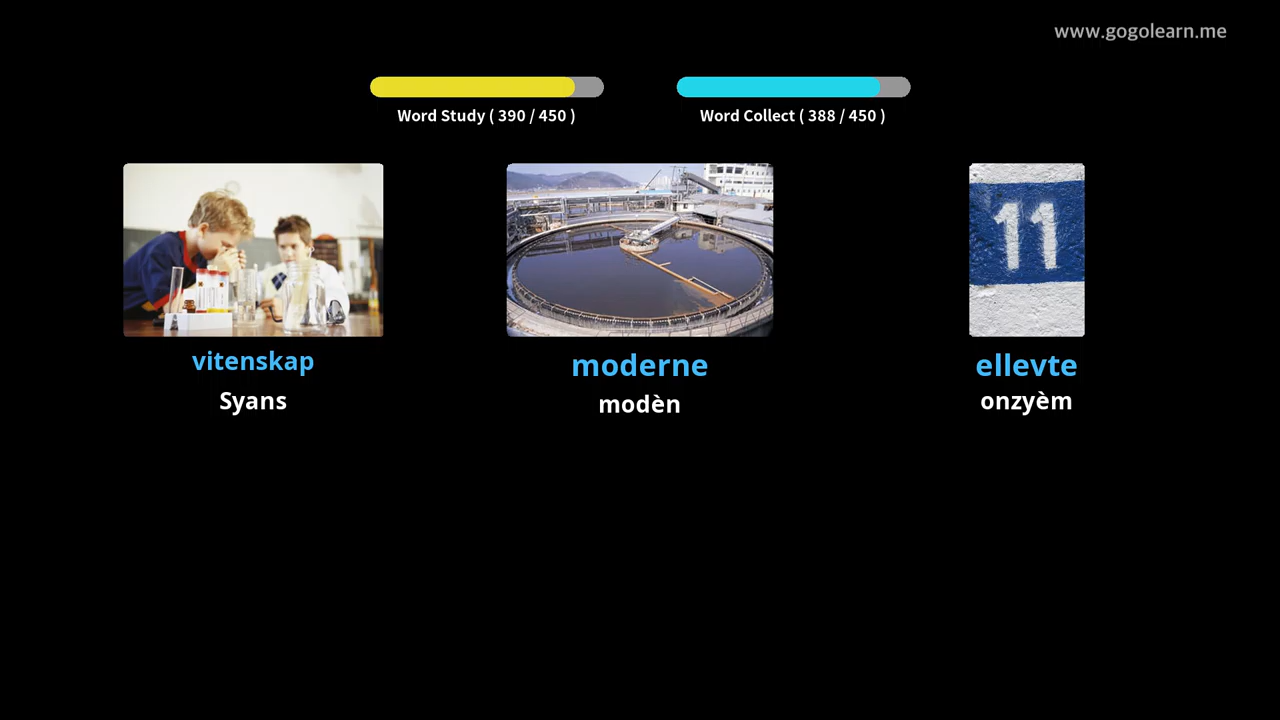 www.gogolearn.me
Word Study ( 390 / 450 )
Word Collect ( 388 / 450 )
11
vitenskap
Syans
moderne
modèn
ellevte
onzyèm